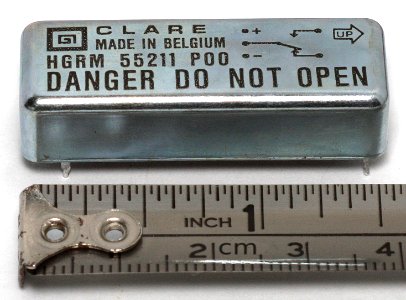 CLARE
MADE IN BELGIUM
HGRM 55211 P00
DANGER DO NOT OPEN
+
−
UP
INCH 1
2 cm 3 4